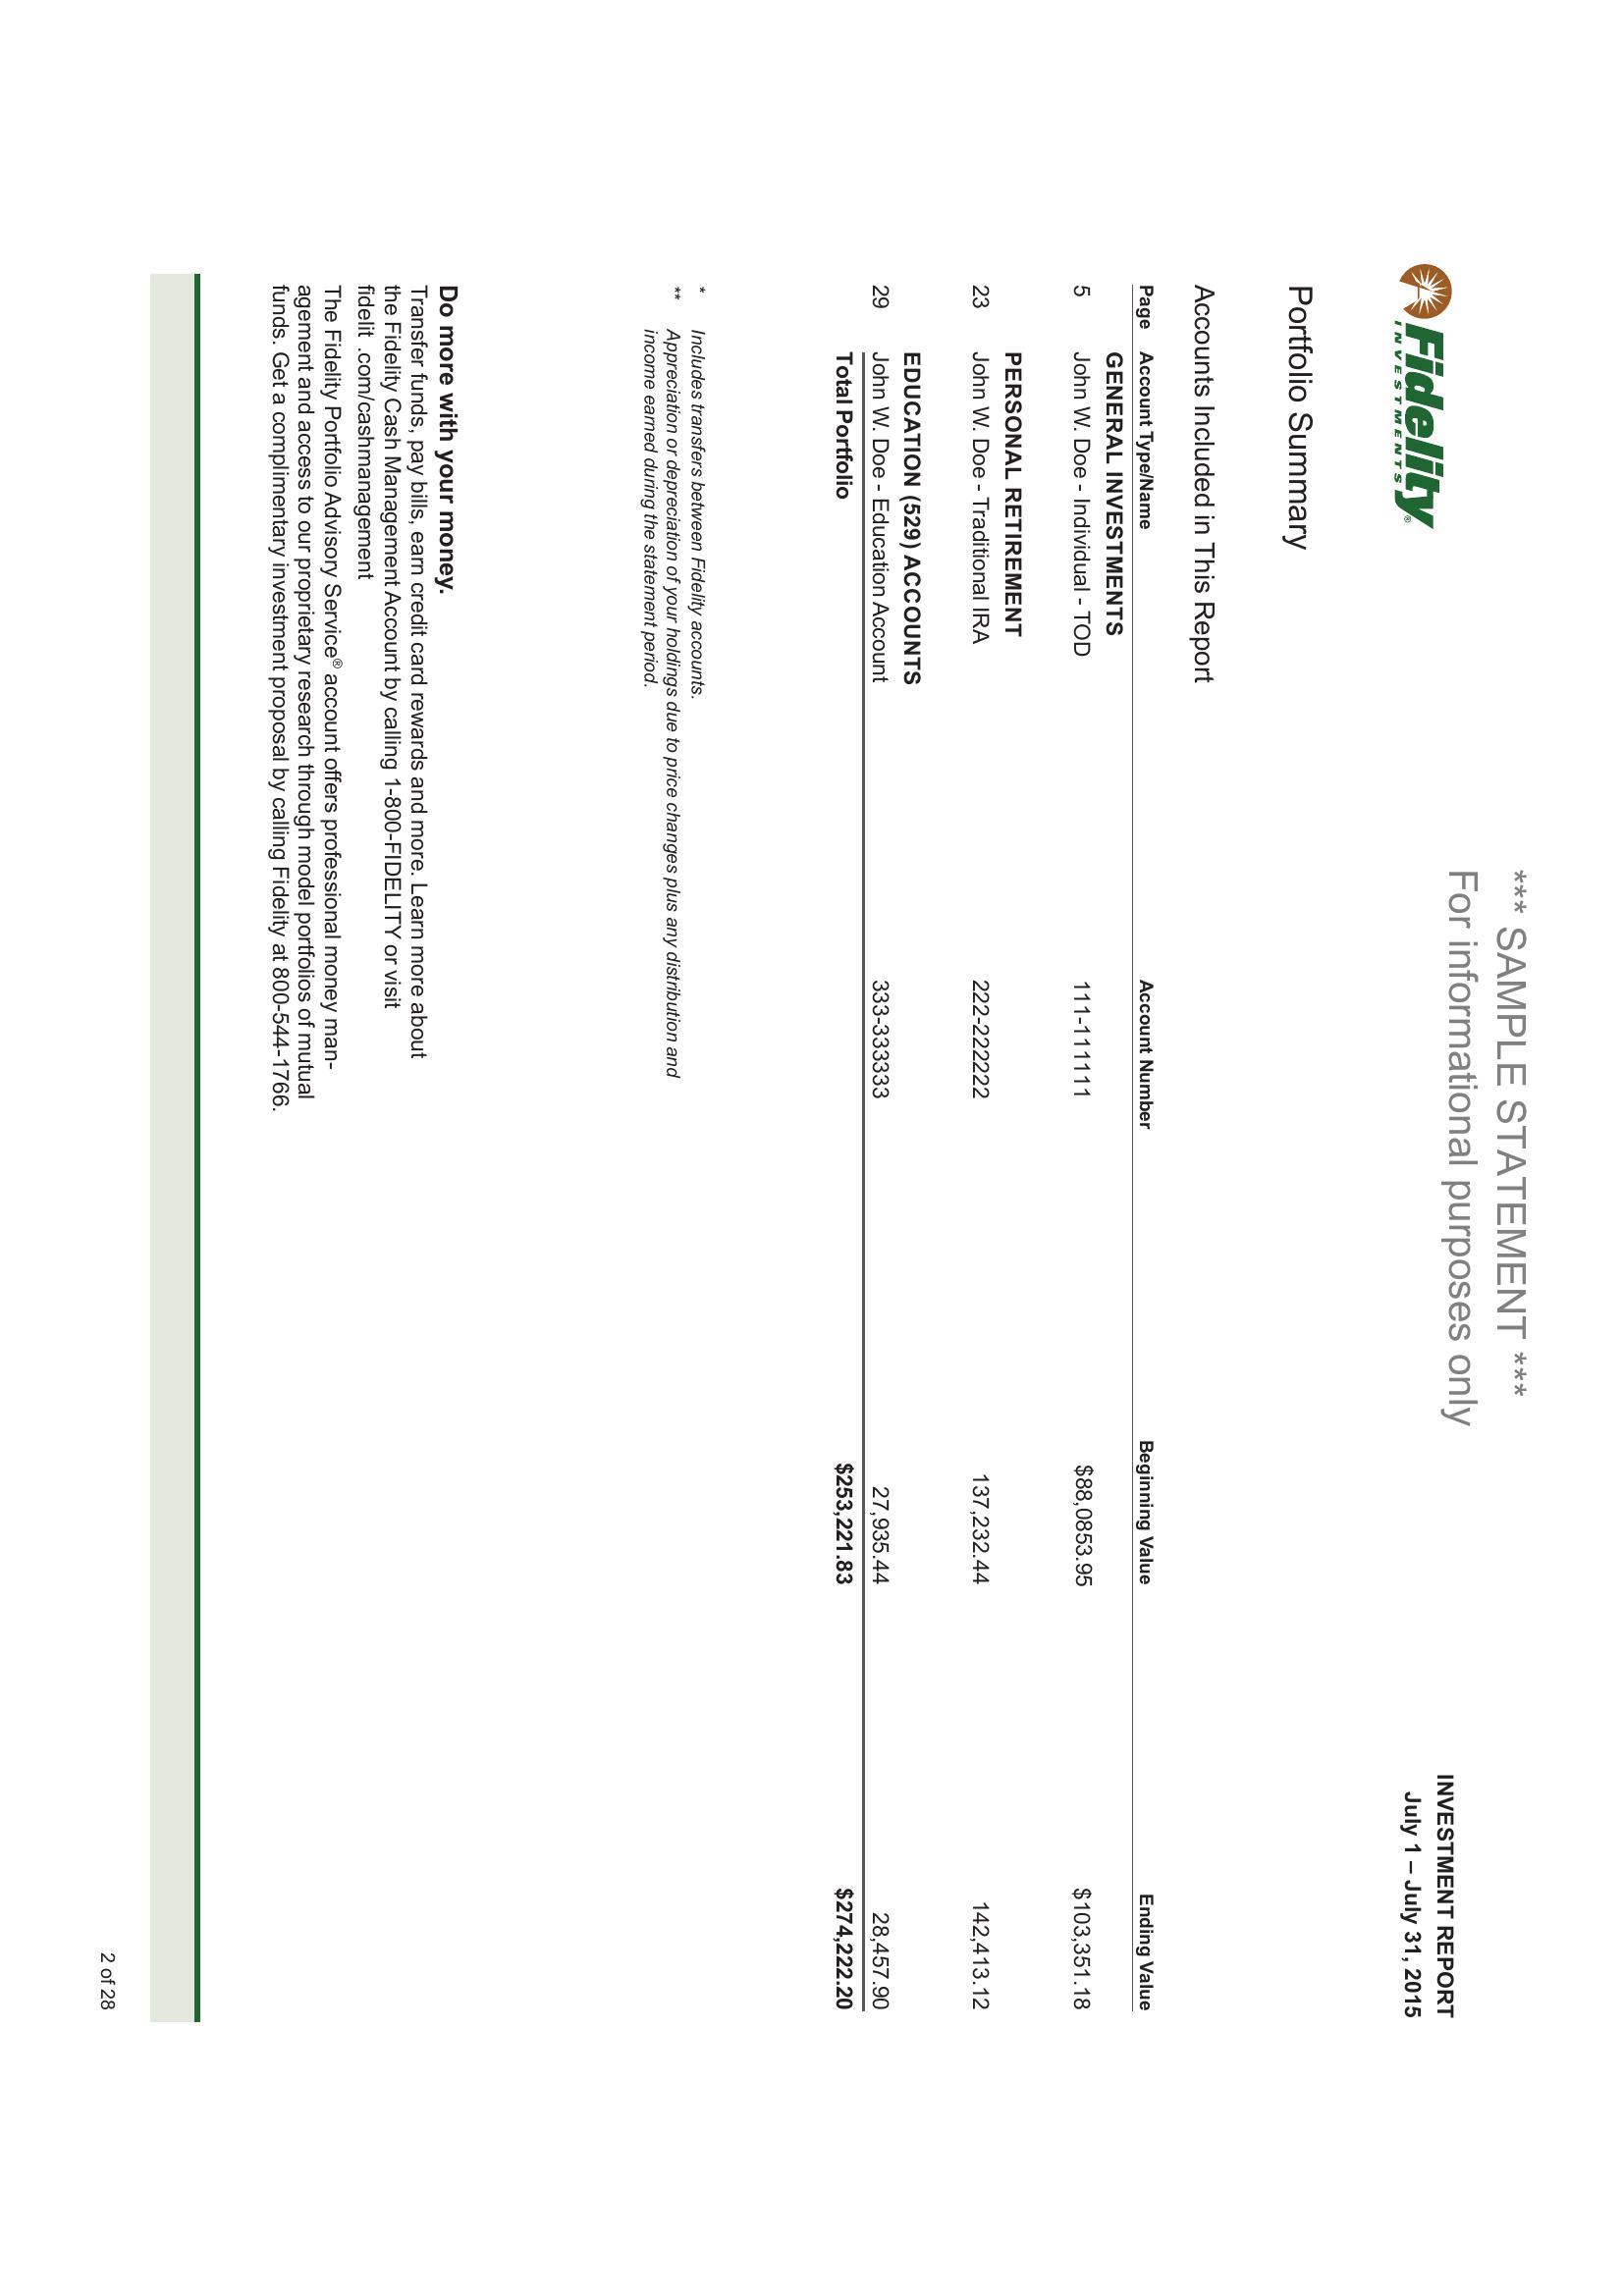 *** SAMPLE STATEMENT ***
For informational purposes only
Fidelity®
INVESTMENTS
INVESTMENT REPORT
July 1 – July 31, 2015
Portfolio Summary
Accounts Included in This Report
Page Account Type/Name Account Number Beginning Value Ending Value
GENERAL INVESTMENTS
5 John W. Doe - Individual - TOD 111-111111 $88,0853.95 $103,351.18
PERSONAL RETIREMENT
23 John W. Doe - Traditional IRA 222-222222 137,232.44 142,413.12
EDUCATION (529) ACCOUNTS
29 John W. Doe - Education Account 333-333333 27,935.44 28,457.90
Total Portfolio $253,221.83 $274,222.20
* Includes transfers between Fidelity accounts.
** Appreciation or depreciation of your holdings due to price changes plus any distribution and
income earned during the statement period.
Do more with your money.
Transfer funds, pay bills, earn credit card rewards and more. Learn more about
the Fidelity Cash Management Account by calling 1-800-FIDELITY or visit
fidelit .com/cashmanagement
The Fidelity Portfolio Advisory Service® account offers professional money man-
agement and access to our proprietary research through model portfolios of mutual
funds. Get a complimentary investment proposal by calling Fidelity at 800-544-1766.
2 of 28